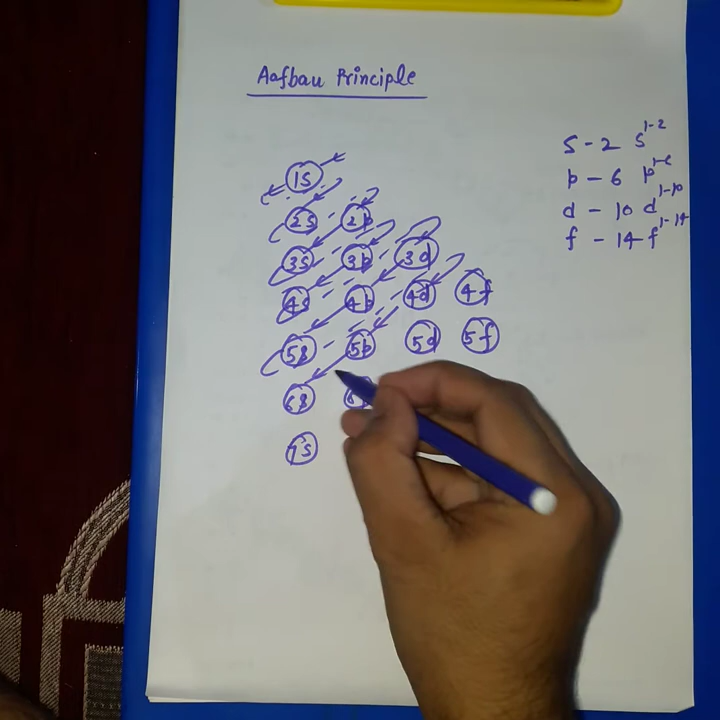 Aafbau Principle
s - 2 s¹⁻²
p - 6 p¹⁻⁶
d - 10 d¹⁻¹⁰
f - 14 f¹⁻¹⁴
1s
2s 2p
3s 3p 3d
4s 4p 4d 4f
5s 5p 5d 5f
6s
7s